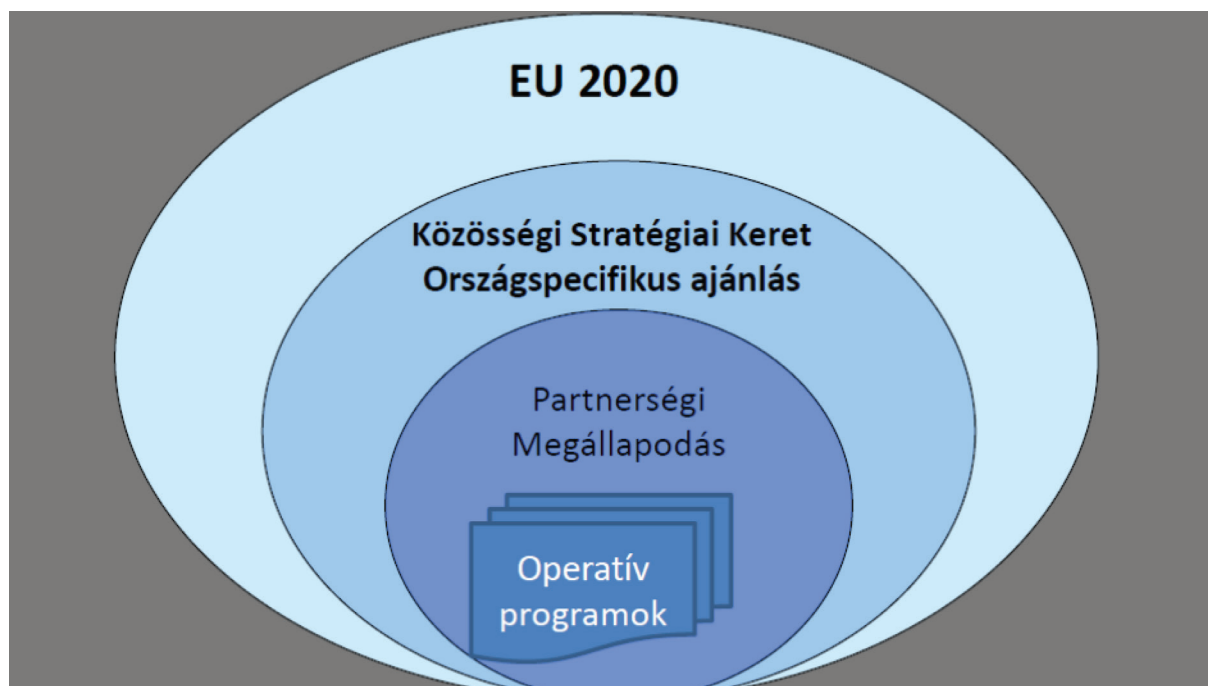 EU 2020
Közösségi Stratégiai Keret
Országspecifikus ajánlás
Partnerségi
Megállapodás
Operatív
programok